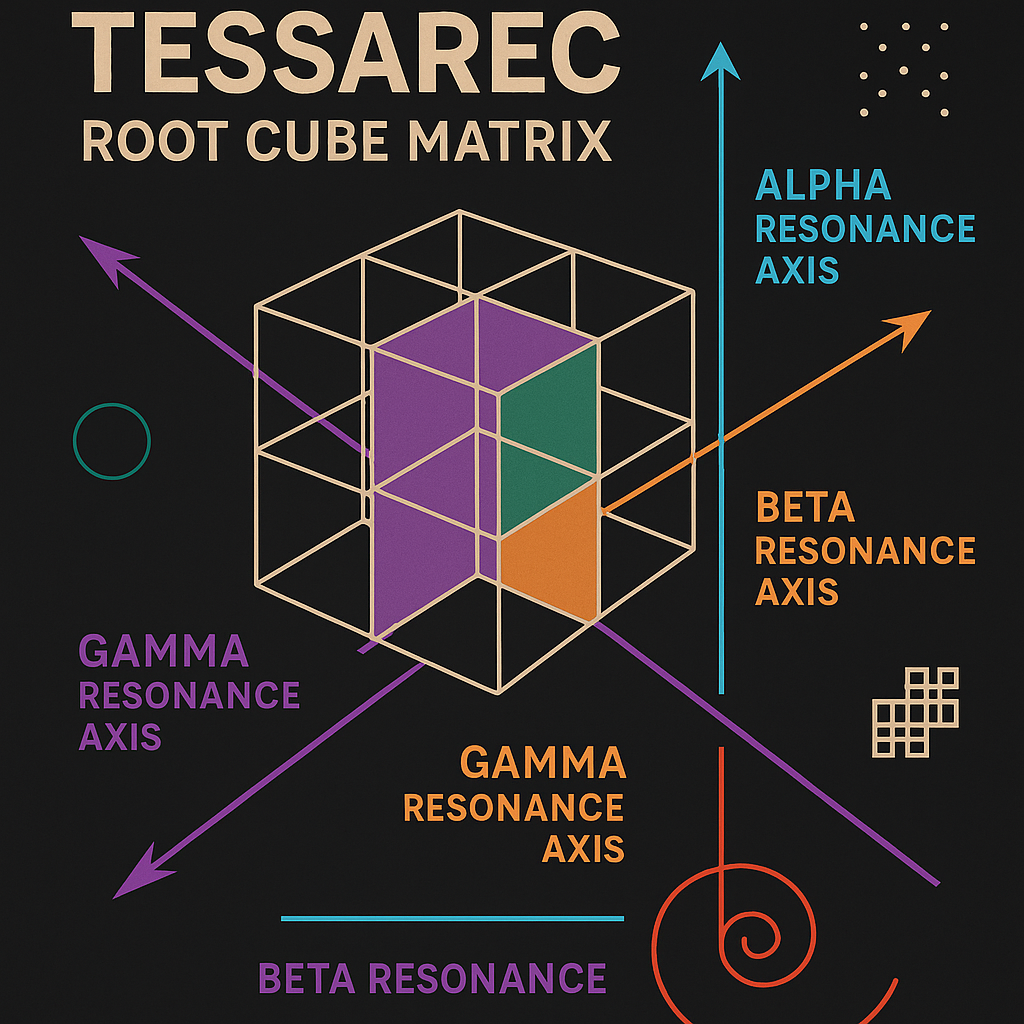 TESSAREC
ROOT CUBE MATRIX
ALPHA
RESONANCE
AXIS
BETA
RESONANCE
AXIS
GAMMA
RESONANCE
AXIS
GAMMA
RESONANCE
AXIS
BETA RESONANCE